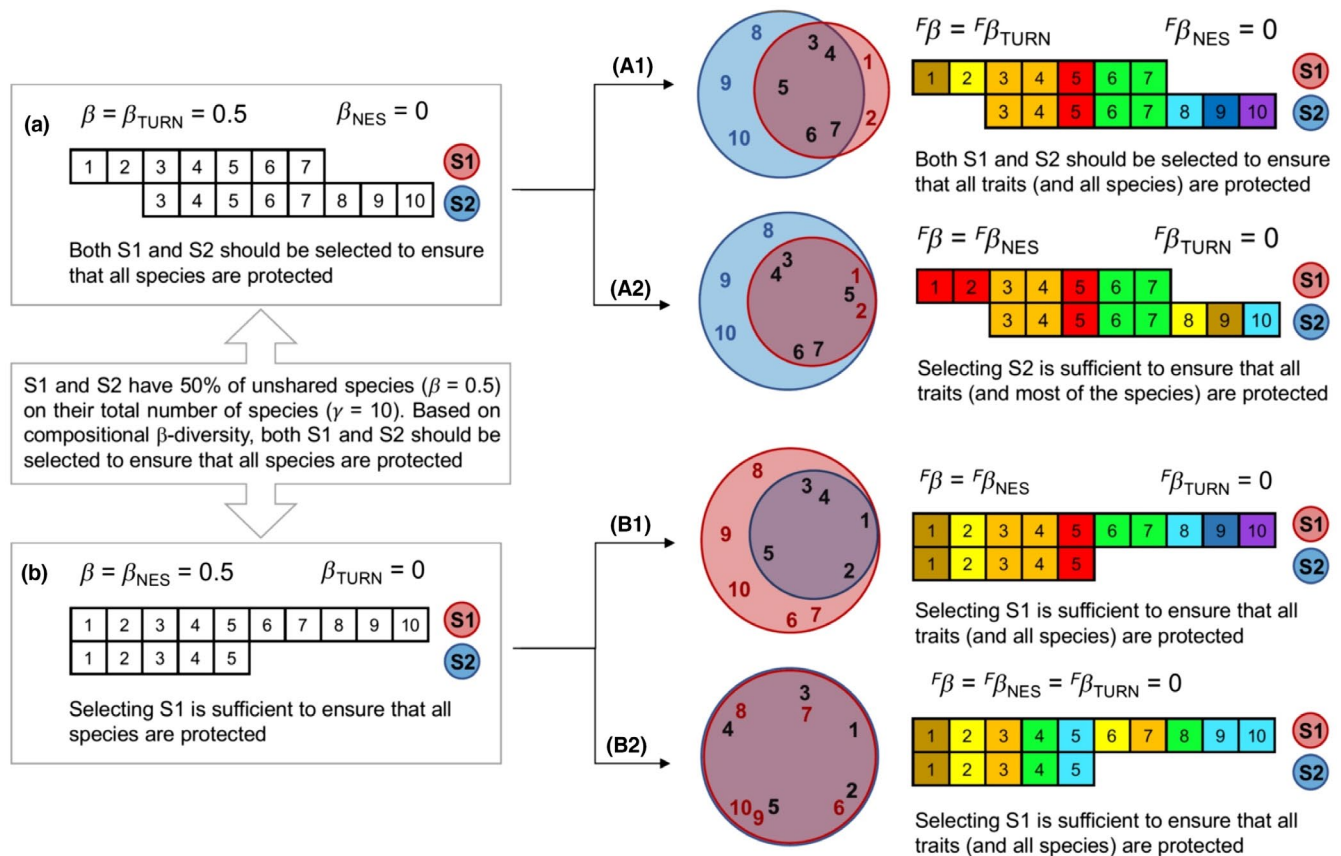 (a)
β = βTURN = 0.5 βNES = 0
1 2 3 4 5 6 7 S1
3 4 5 6 7 8 9 10 S2
Both S1 and S2 should be selected to ensure
that all species are protected
S1 and S2 have 50% of unshared species (β = 0.5)
on their total number of species (γ = 10). Based on
compositional β-diversity, both S1 and S2 should be
selected to ensure that all species are protected
(b)
β = βNES = 0.5 βTURN = 0
1 2 3 4 5 6 7 8 9 10 S1
1 2 3 4 5 S2
Selecting S1 is sufficient to ensure that all
species are protected
(A1)
8 3 4 1
9 5
10 6 7 2
Fβ = FβTURN FβNES = 0
1 2 3 4 5 6 7 S1
3 4 5 6 7 8 9 10 S2
Both S1 and S2 should be selected to ensure
that all traits (and all species) are protected
(A2)
8 3
9 4 1
5
10 2
6 7
Fβ = FβNES FβTURN = 0
1 2 3 4 5 6 7 S1
3 4 5 6 7 8 9 10 S2
Selecting S2 is sufficient to ensure that all
traits (and most of the species) are protected
(B1)
8 3 4
9 1
5 2
10
6 7
Fβ = FβNES FβTURN = 0
1 2 3 4 5 6 7 8 9 10 S1
1 2 3 4 5 S2
Selecting S1 is sufficient to ensure that all
traits (and all species) are protected
(B2)
3
8 7
4 1
2
10 9 5 6
Fβ = FβNES = FβTURN = 0
1 2 3 4 5 6 7 8 9 10 S1
1 2 3 4 5 S2
Selecting S1 is sufficient to ensure that all
traits (and all species) are protected